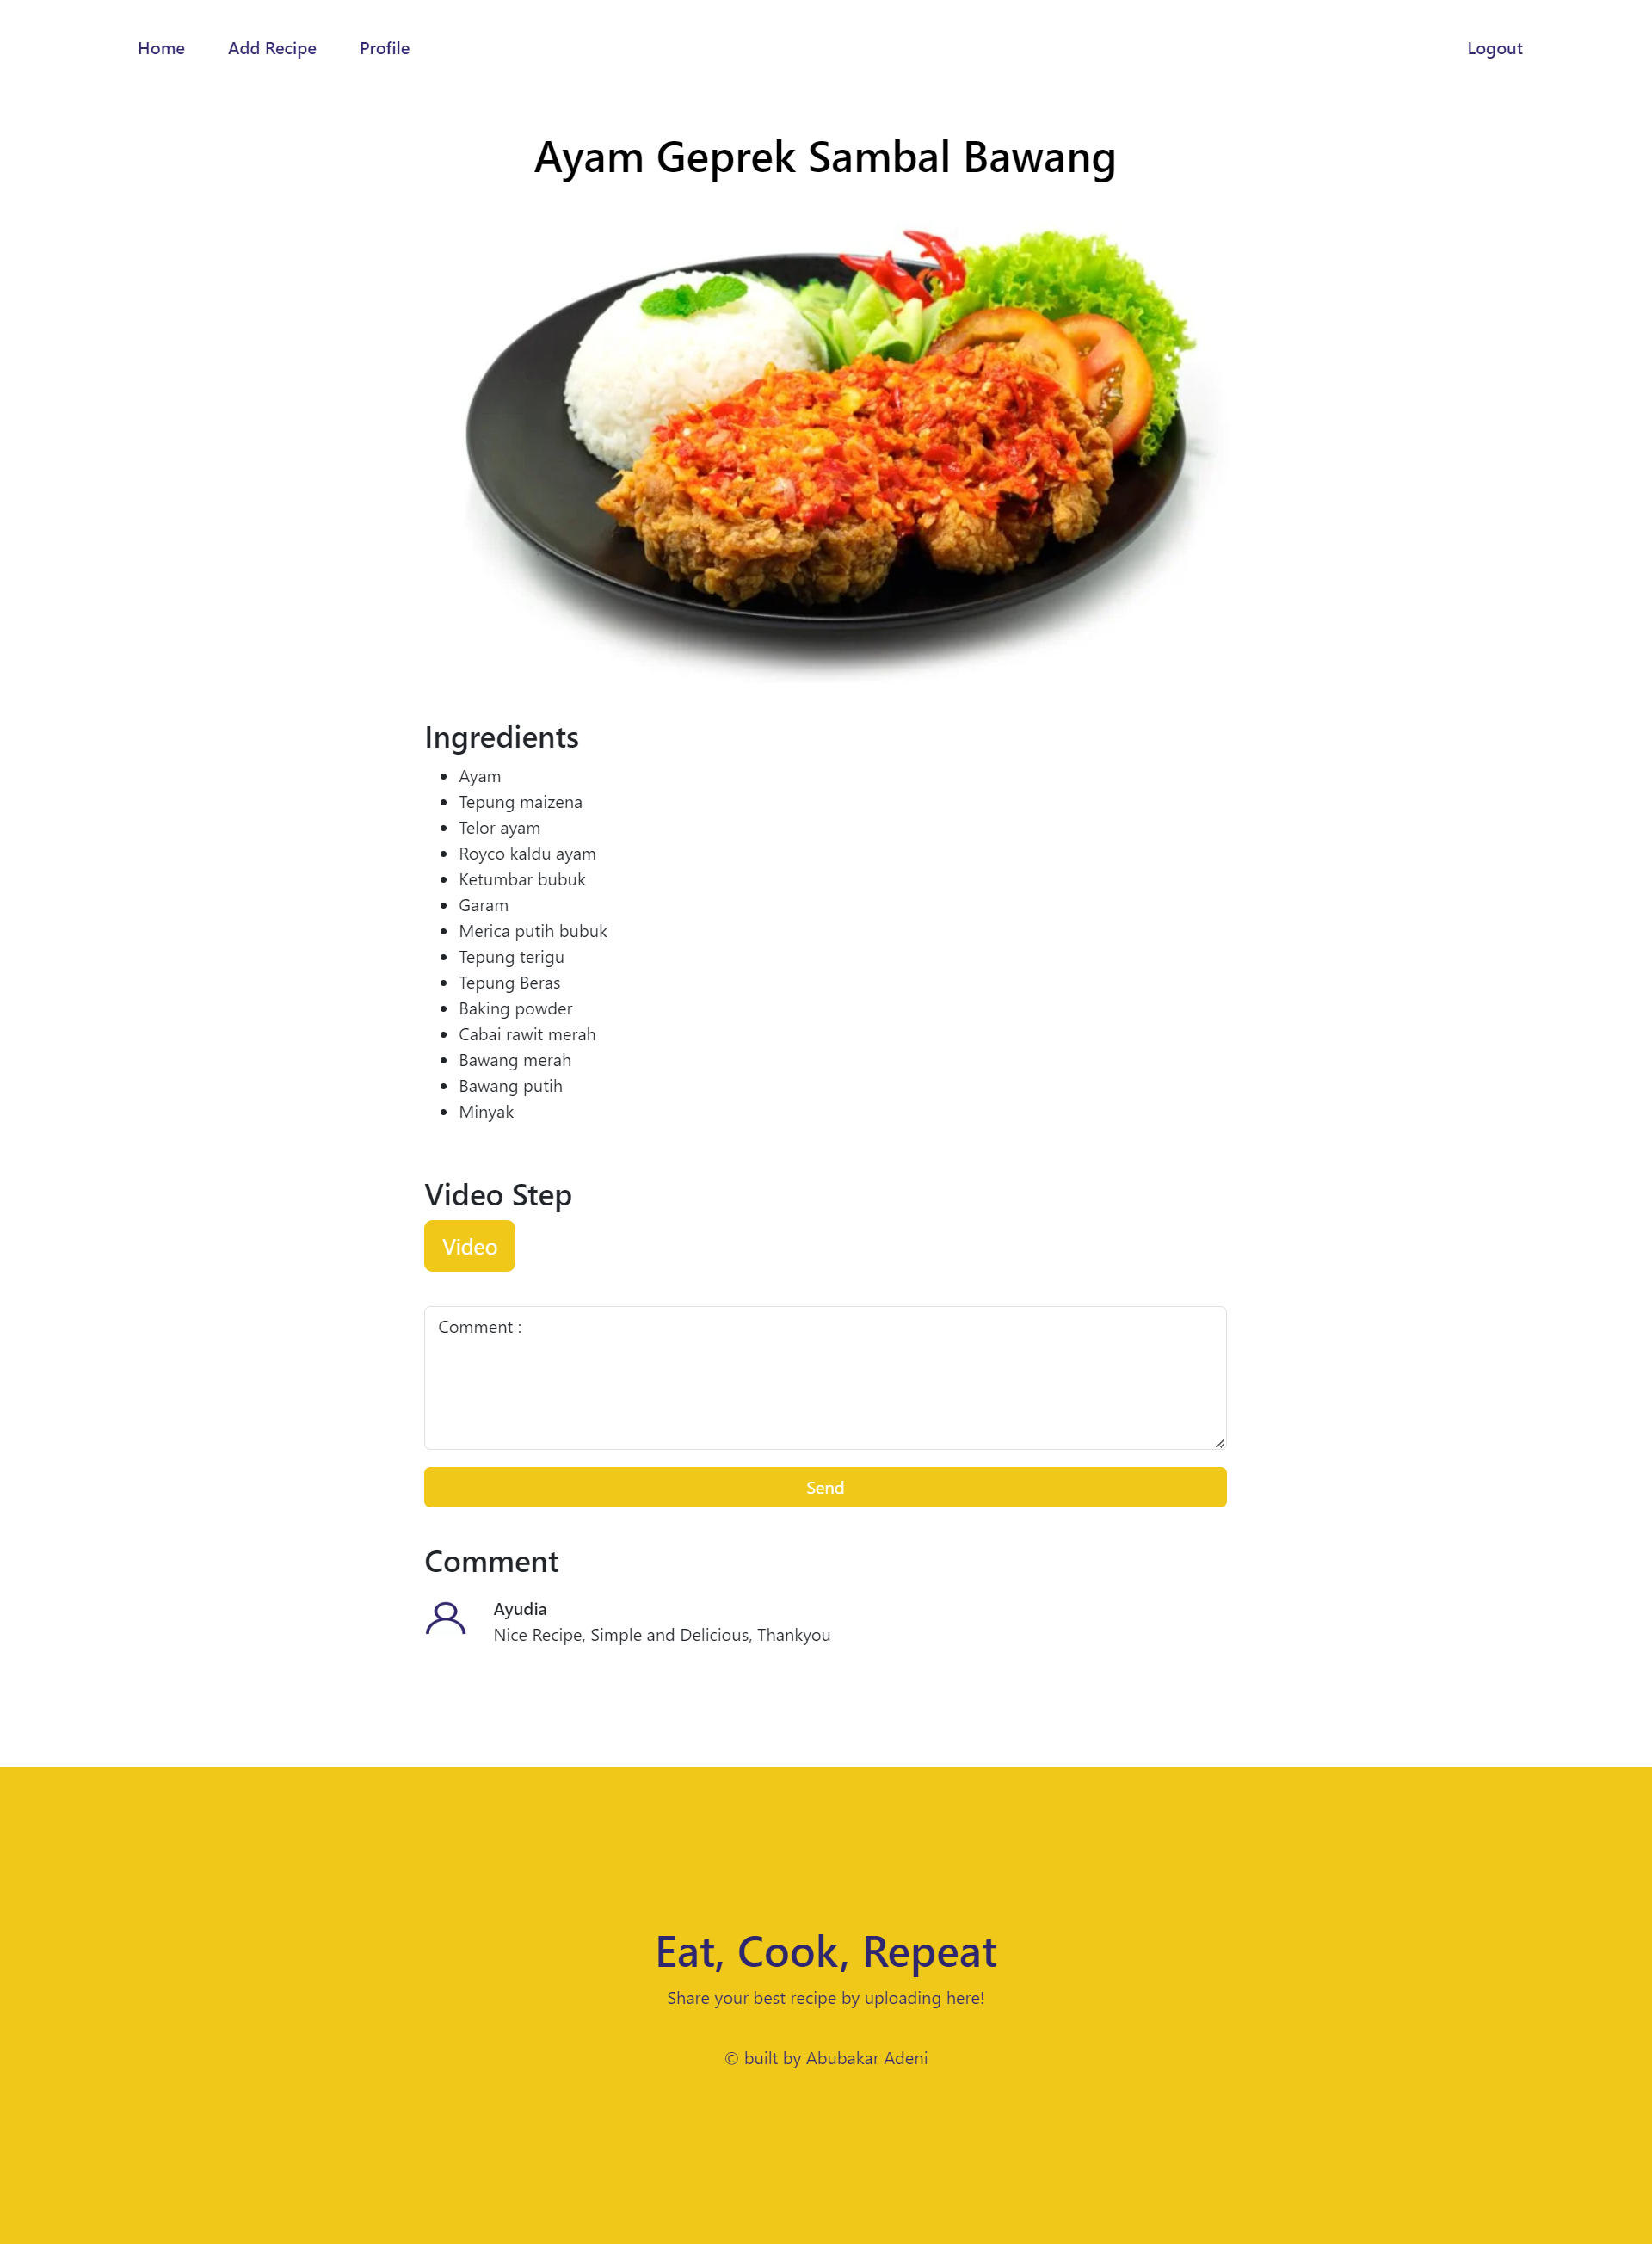 Home Add Recipe Profile Logout
Ayam Geprek Sambal Bawang
Ingredients
Ayam
Tepung maizena
Telor ayam
Royco kaldu ayam
Ketumbar bubuk
Garam
Merica putih bubuk
Tepung terigu
Tepung Beras
Baking powder
Cabai rawit merah
Bawang merah
Bawang putih
Minyak
Video Step
Video
Comment :
Send
Comment
Ayudia
Nice Recipe, Simple and Delicious, Thankyou
Eat, Cook, Repeat
Share your best recipe by uploading here!
© built by Abubakar Adeni